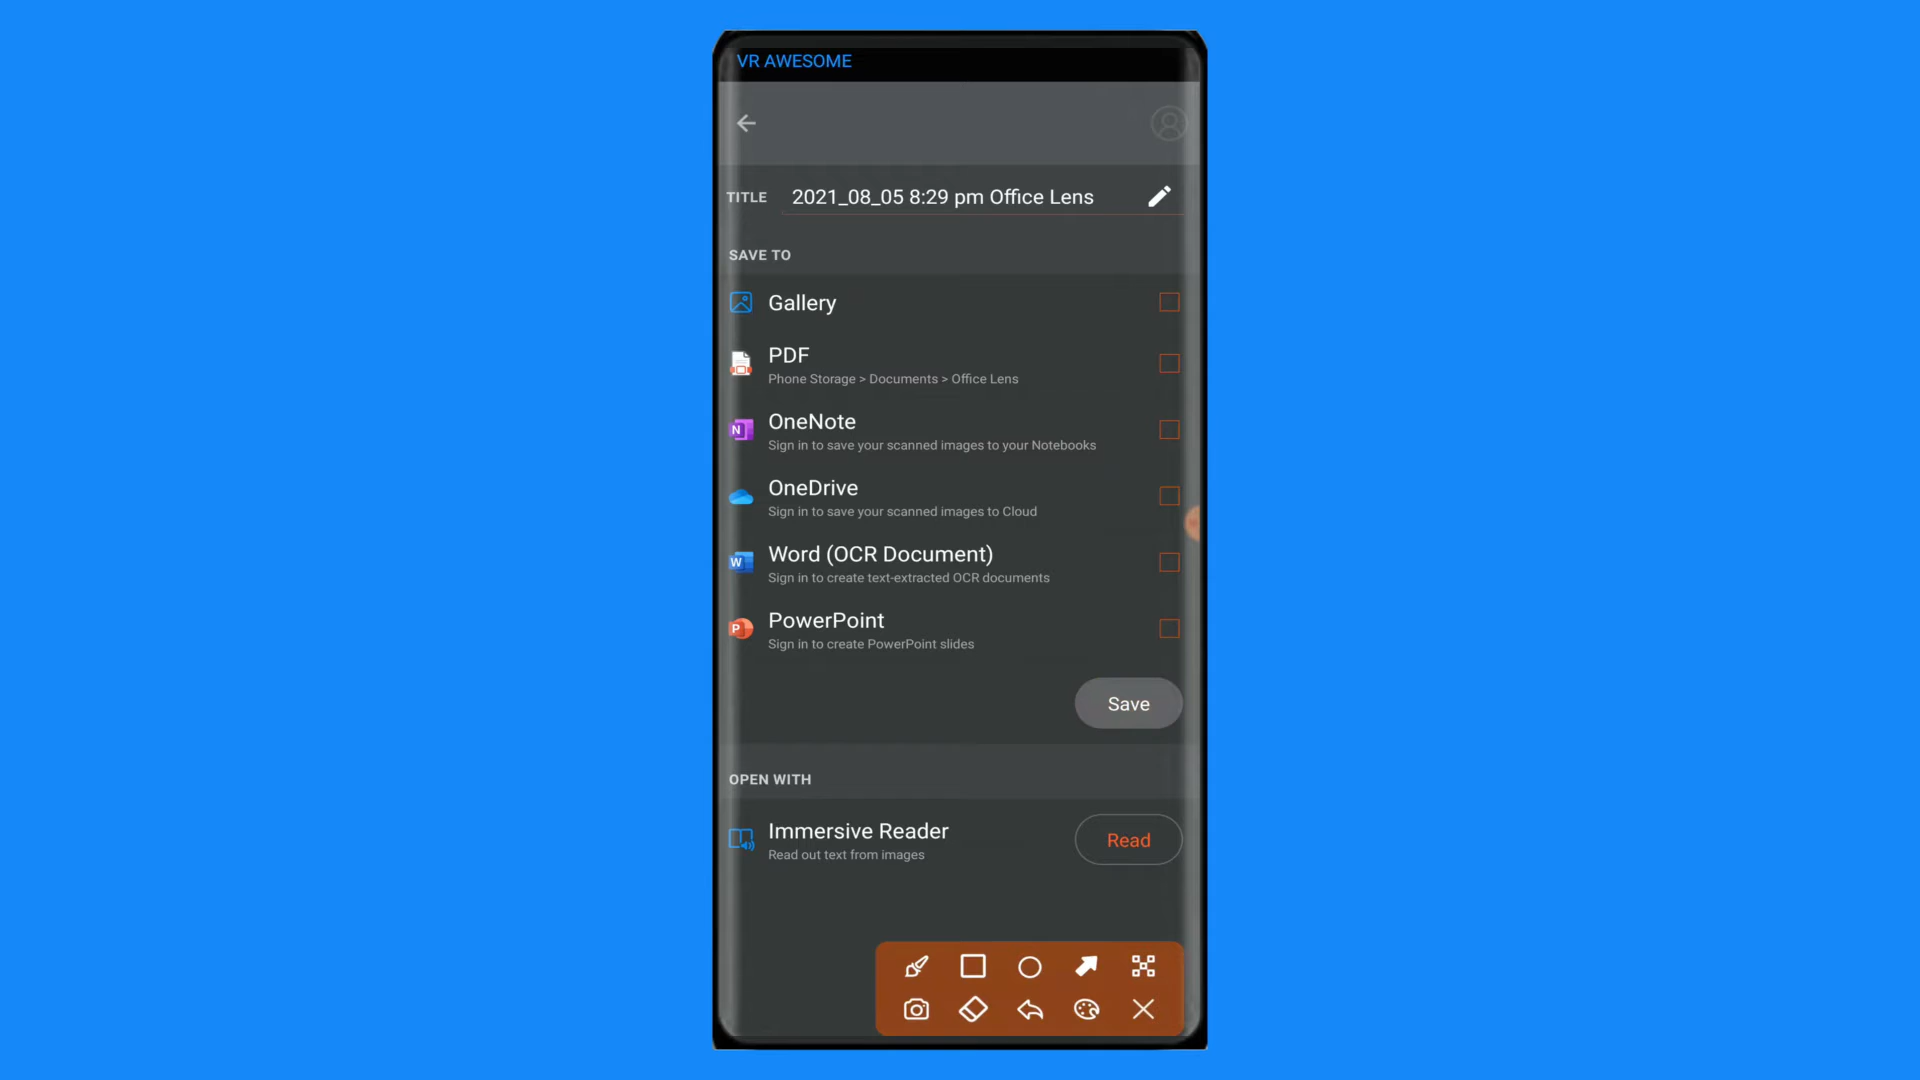 VR AWESOME
TITLE 2021_08_05 8:29 pm Office Lens
SAVE TO
Gallery
PDF
Phone Storage > Documents > Office Lens
N
OneNote
Sign in to save your scanned images to your Notebooks
OneDrive
Sign in to save your scanned images to Cloud
W
Word (OCR Document)
Sign in to create text-extracted OCR documents
P
PowerPoint
Sign in to create PowerPoint slides
Save
OPEN WITH
Immersive Reader
Read out text from images
Read